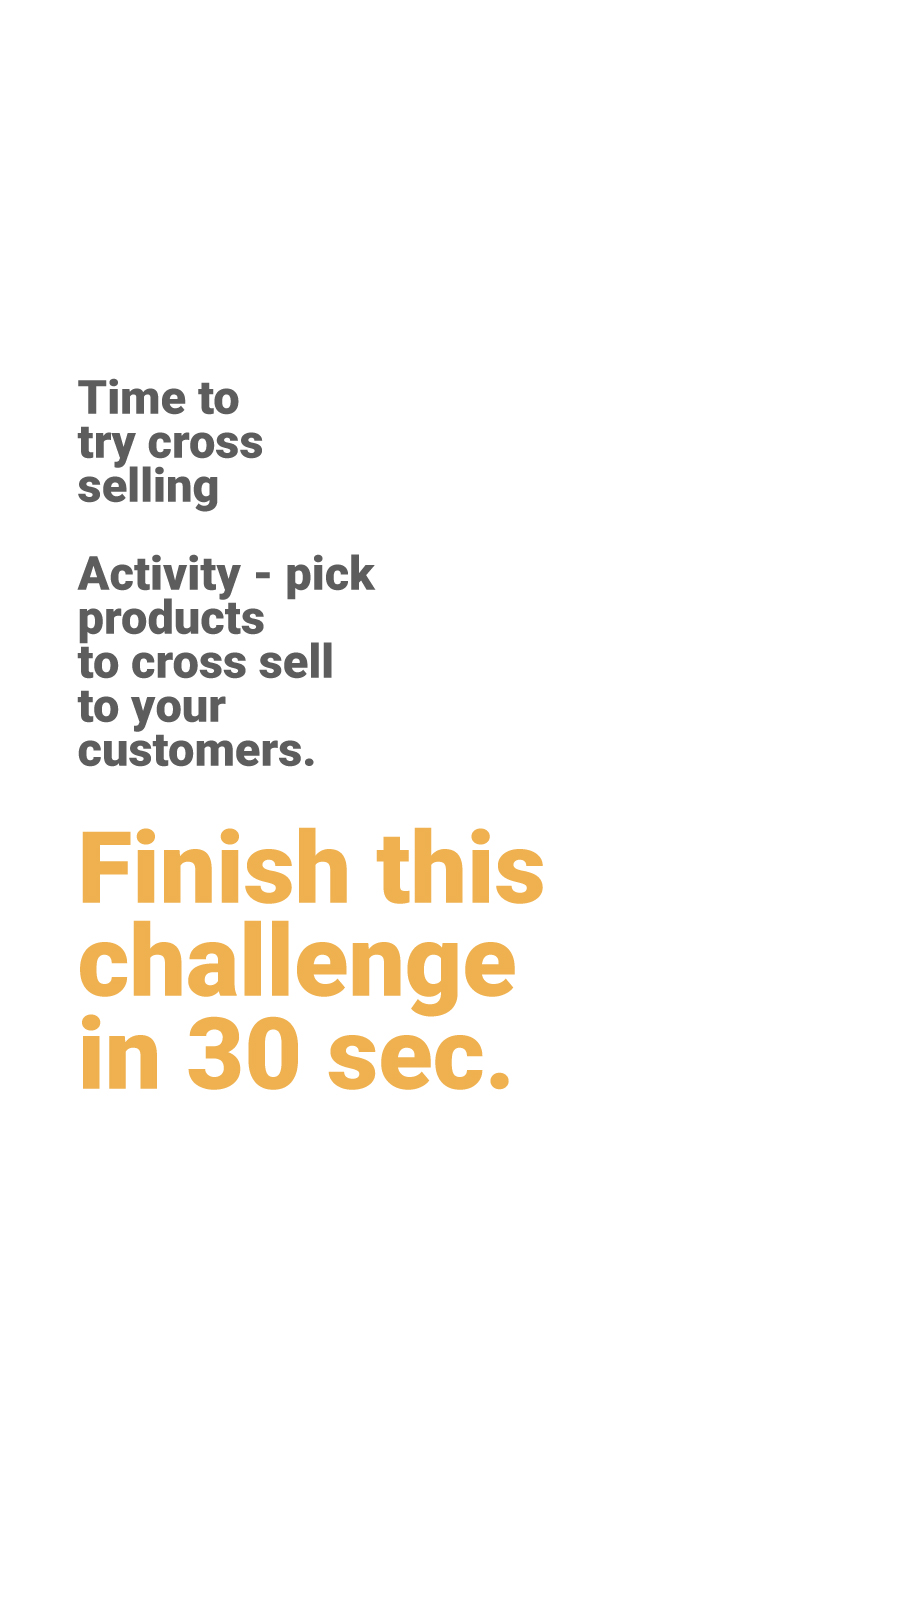 Time to
try cross
selling
Activity - pick
products
to cross sell
to your
customers.
Finish this
challenge
in 30 sec.